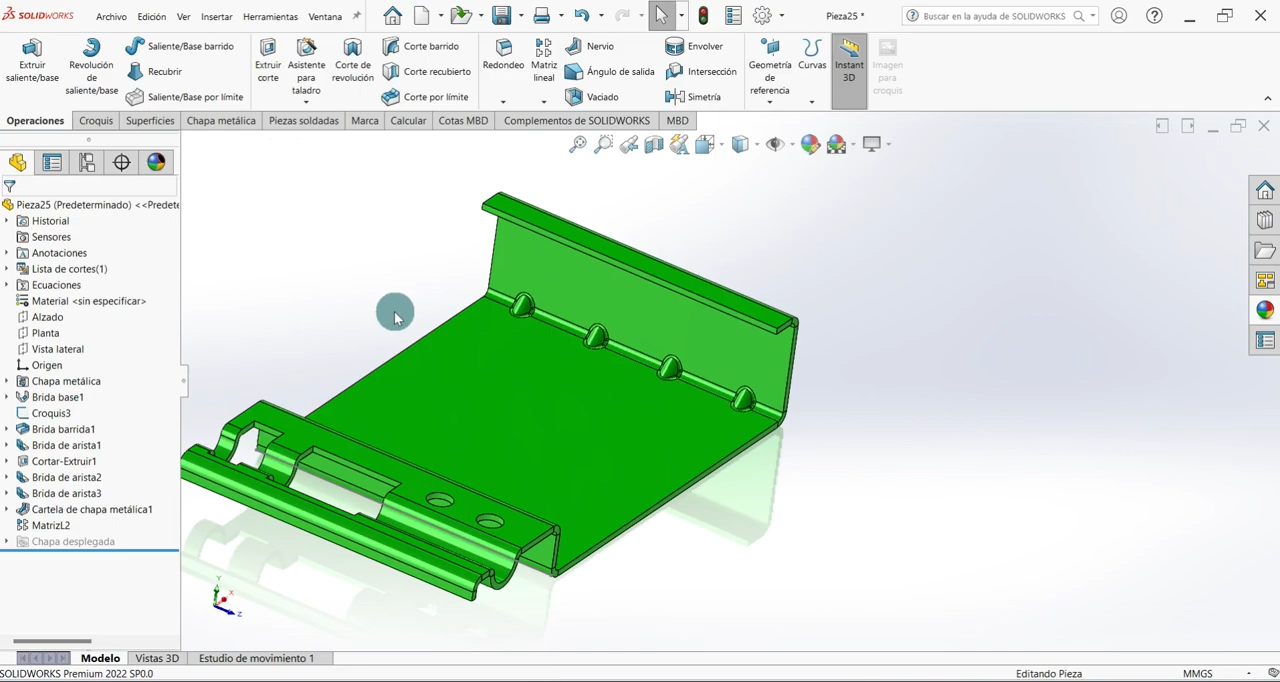 SOLIDWORKS
Archivo Edición Ver Insertar Herramientas Ventana
Pieza25 *
Buscar en la ayuda de SOLIDWORKS
Extruir saliente/base
Revolución de saliente/base
Saliente/Base barrido
Recubrir
Saliente/Base por límite
Extruir corte
Asistente para taladro
Corte de revolución
Corte barrido
Corte recubierto
Corte por límite
Redondeo
Matriz lineal
Nervio
Ángulo de salida
Vaciado
Envolver
Intersección
Simetría
Geometría de referencia
Curvas
Instant 3D
Imagen para croquis
Operaciones Croquis Superficies Chapa metálica Piezas soldadas Marca Calcular Cotas MBD Complementos de SOLIDWORKS MBD
Pieza25 (Predeterminado) <<Predete
Historial
Sensores
Anotaciones
Lista de cortes(1)
Ecuaciones
Material <sin especificar>
Alzado
Planta
Vista lateral
Origen
Chapa metálica
Brida base1
Croquis3
Brida barrida1
Brida de arista1
Cortar-Extruir1
Brida de arista2
Brida de arista3
Cartela de chapa metálica1
MatrizL2
Chapa desplegada
Y
X
Z
Modelo Vistas 3D Estudio de movimiento 1
SOLIDWORKS Premium 2022 SP0.0
Editando Pieza
MMGS